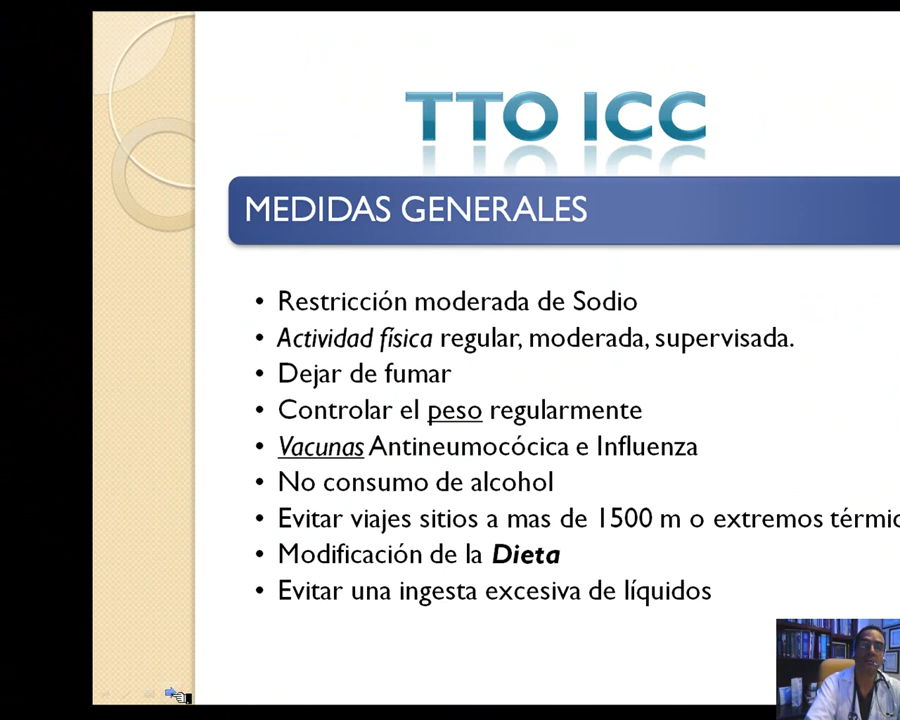 TTO ICC
MEDIDAS GENERALES
• Restricción moderada de Sodio
• Actividad física regular, moderada, supervisada.
• Dejar de fumar
• Controlar el peso regularmente
• Vacunas Antineumocócica e Influenza
• No consumo de alcohol
• Evitar viajes sitios a mas de 1500 m o extremos
• Modificación de la Dieta
• Evitar una ingesta excesiva de líquidos